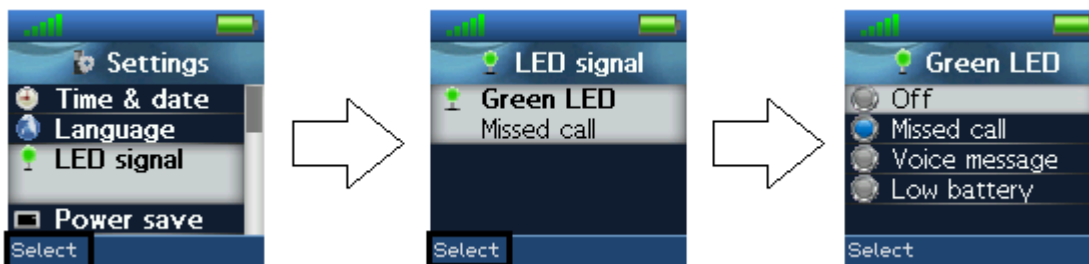 Settings
Time & date
Language
LED signal
Power save
Select
LED signal
Green LED
Missed call
Select
Green LED
Off
Missed call
Voice message
Low battery
Select